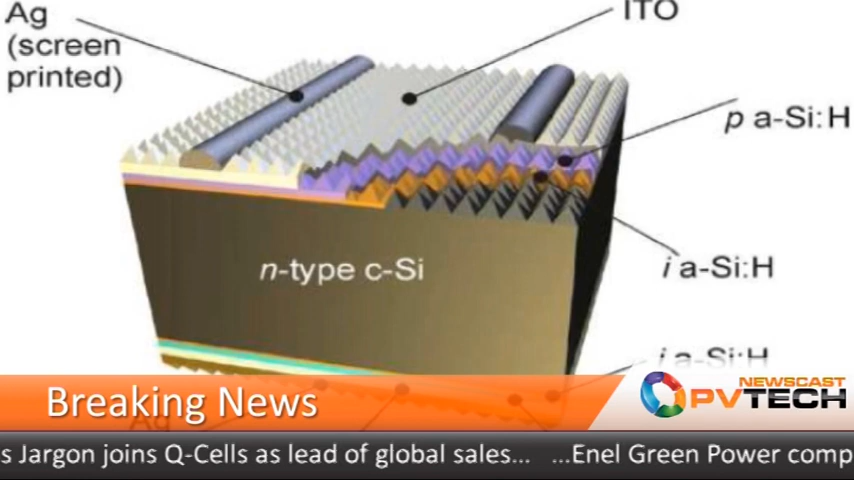 Ag
(screen
printed)
ITO
p a-Si:H
i a-Si:H
n-type c-Si
i a-Si:H
Ag
Breaking News
NEWSCAST
PVTECH
s Jargon joins Q-Cells as lead of global sales... ...Enel Green Power comp